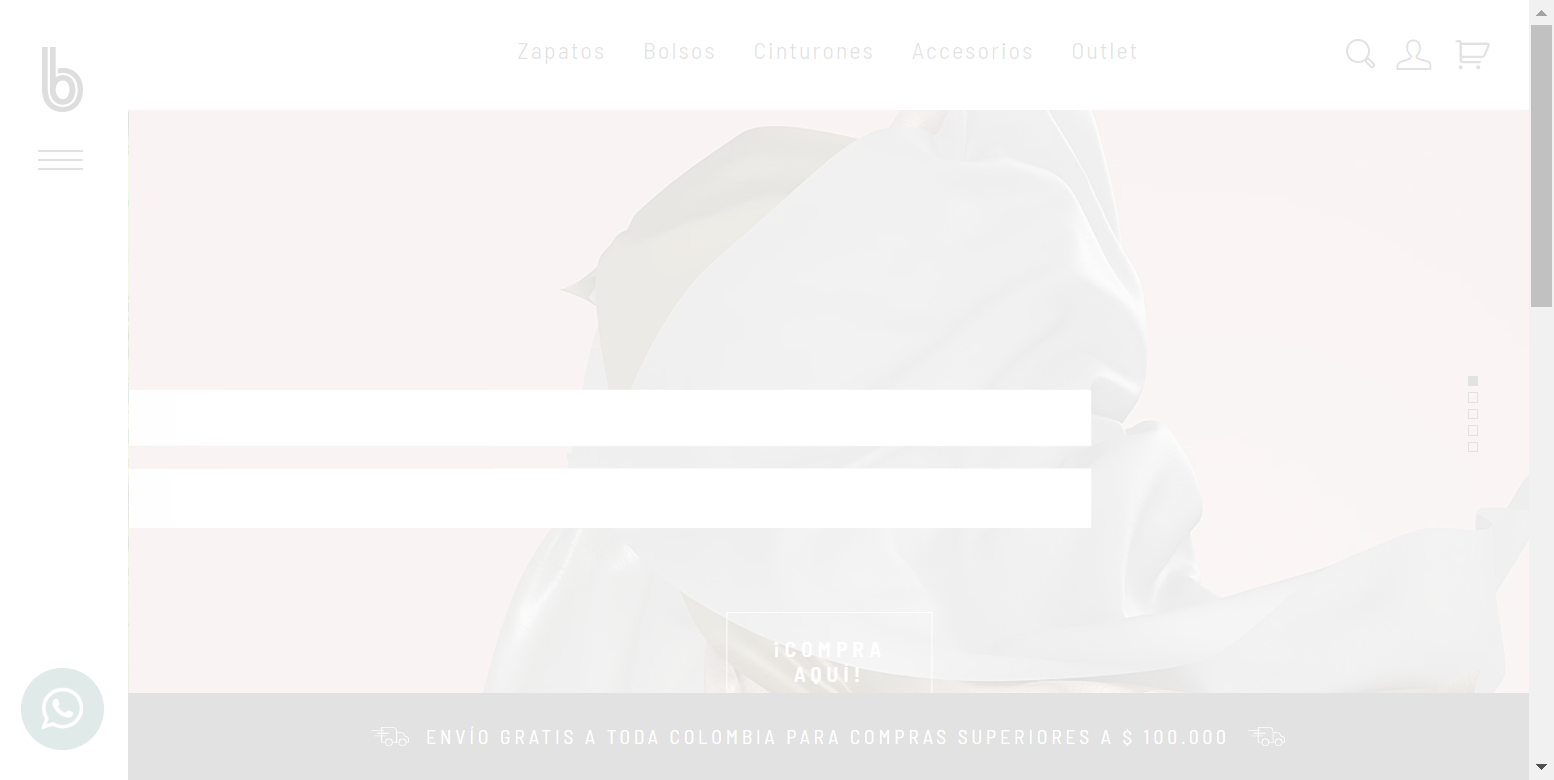 b
Zapatos Bolsos Cinturones Accesorios Outlet
¡COMPRA
AQUÍ!
ENVÍO GRATIS A TODA COLOMBIA PARA COMPRAS SUPERIORES A $ 100.000